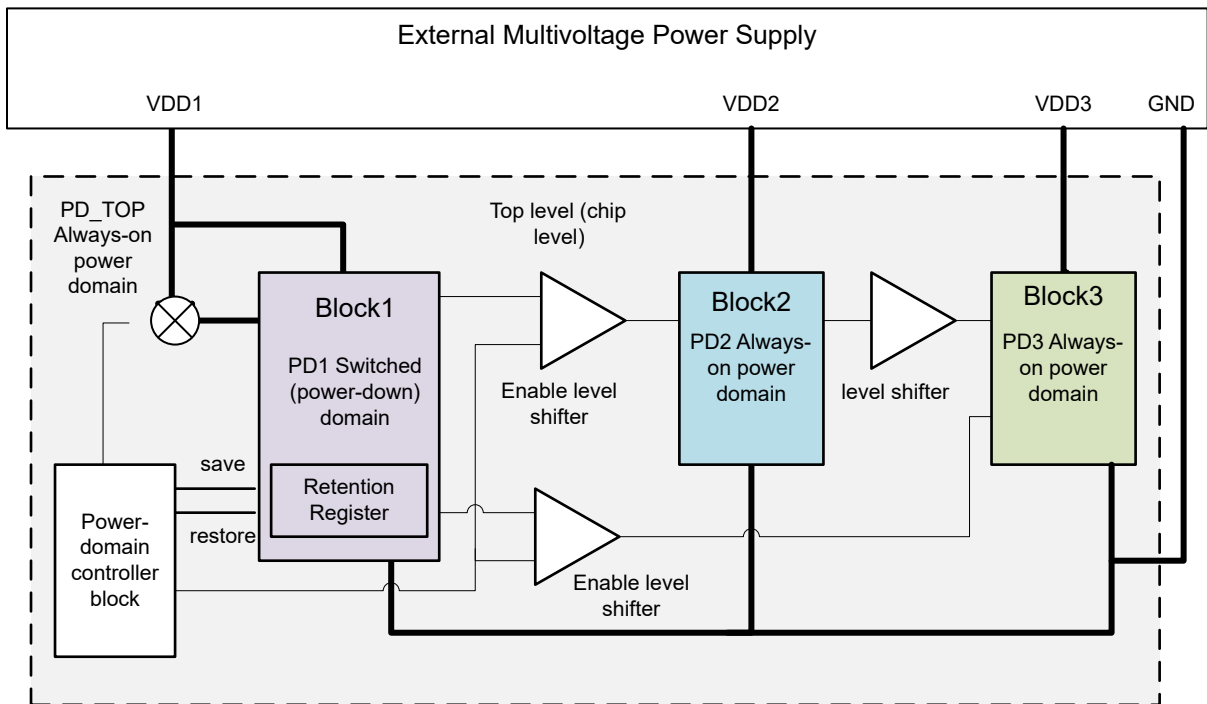 External Multivoltage Power Supply
VDD1
VDD2
VDD3
GND
PD_TOP
Always-on
power
domain
Top level (chip
level)
Block1
PD1 Switched
(power-down)
domain
Enable level
shifter
Block2
PD2 Always-
on power
domain
level shifter
Block3
PD3 Always-
on power
domain
Power-
domain
controller
block
save
restore
Retention
Register
Enable level
shifter